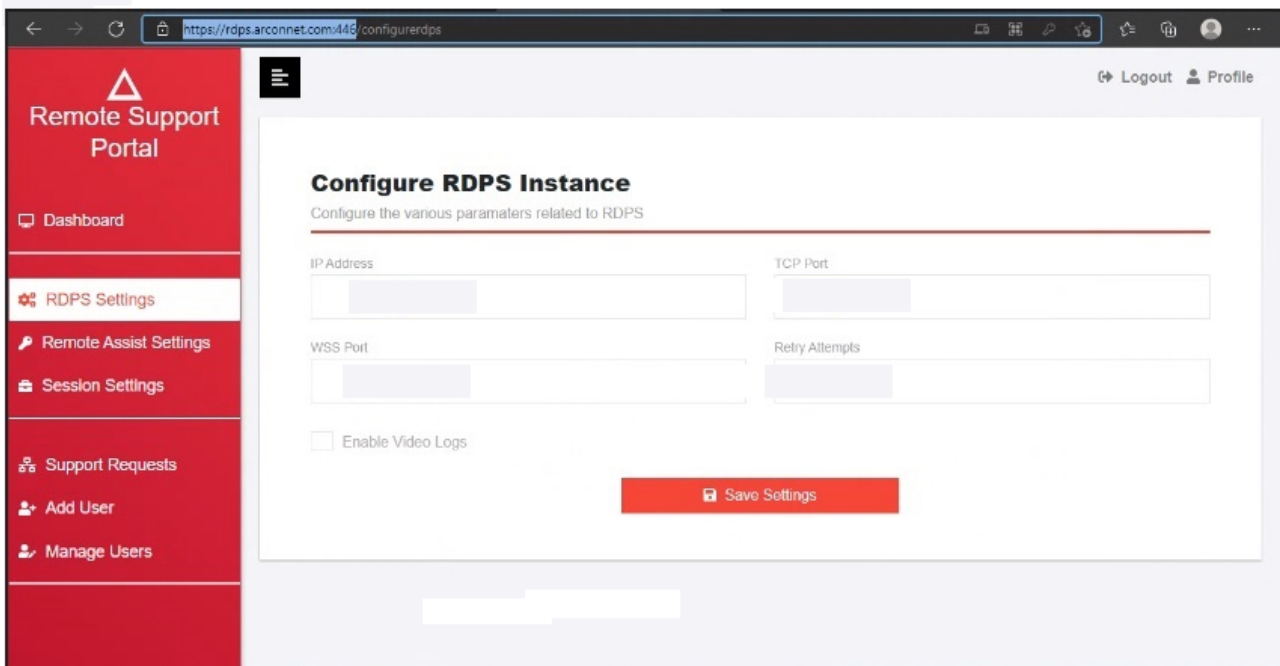 https://rdps.arconnet.com:446/configurerdps
Remote Support
Portal
Dashboard
RDPS Settings
Remote Assist Settings
Session Settings
Support Requests
Add User
Manage Users
Logout Profile
Configure RDPS Instance
Configure the various paramaters related to RDPS
IP Address
TCP Port
WSS Port
Retry Attempts
Enable Video Logs
Save Settings